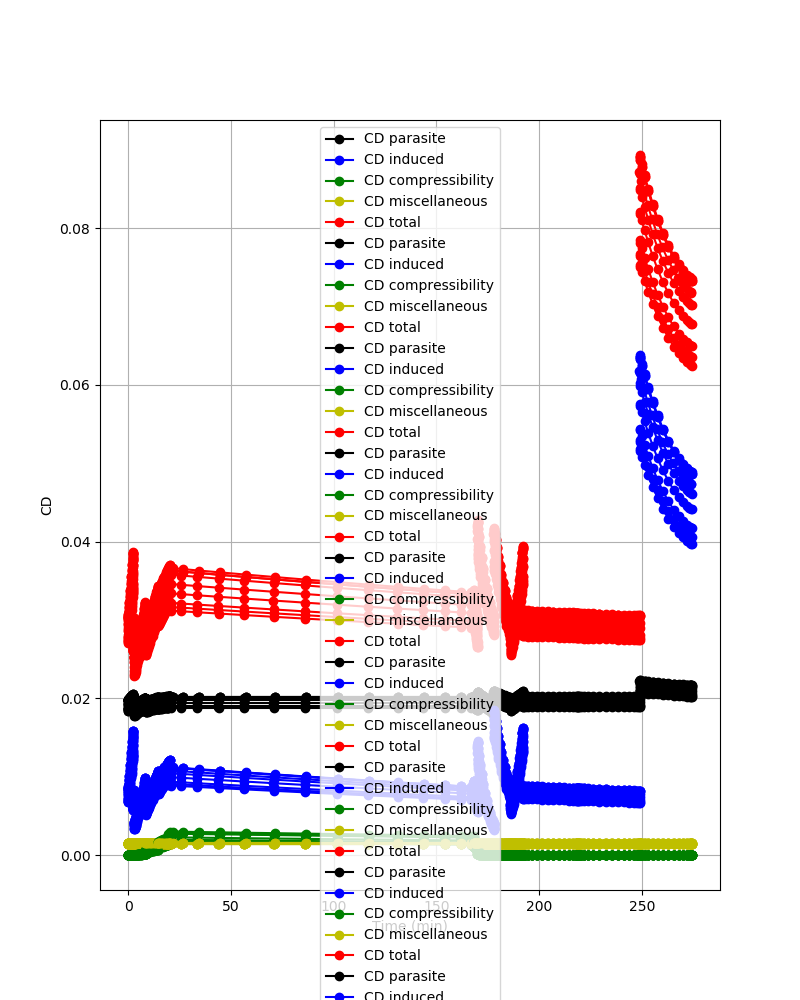 0.08
0.06
0.04
0.02
0.00
CD
0
50
100
150
200
250
Time (min)
CD parasite
CD induced
CD compressibility
CD miscellaneous
CD total
CD parasite
CD induced
CD compressibility
CD miscellaneous
CD total
CD parasite
CD induced
CD compressibility
CD miscellaneous
CD total
CD parasite
CD induced
CD compressibility
CD miscellaneous
CD total
CD parasite
CD induced
CD compressibility
CD miscellaneous
CD total
CD parasite
CD induced
CD compressibility
CD miscellaneous
CD total
CD parasite
CD induced
CD compressibility
CD miscellaneous
CD total
CD parasite
CD induced
CD compressibility
CD miscellaneous
CD total
CD parasite
CD induced